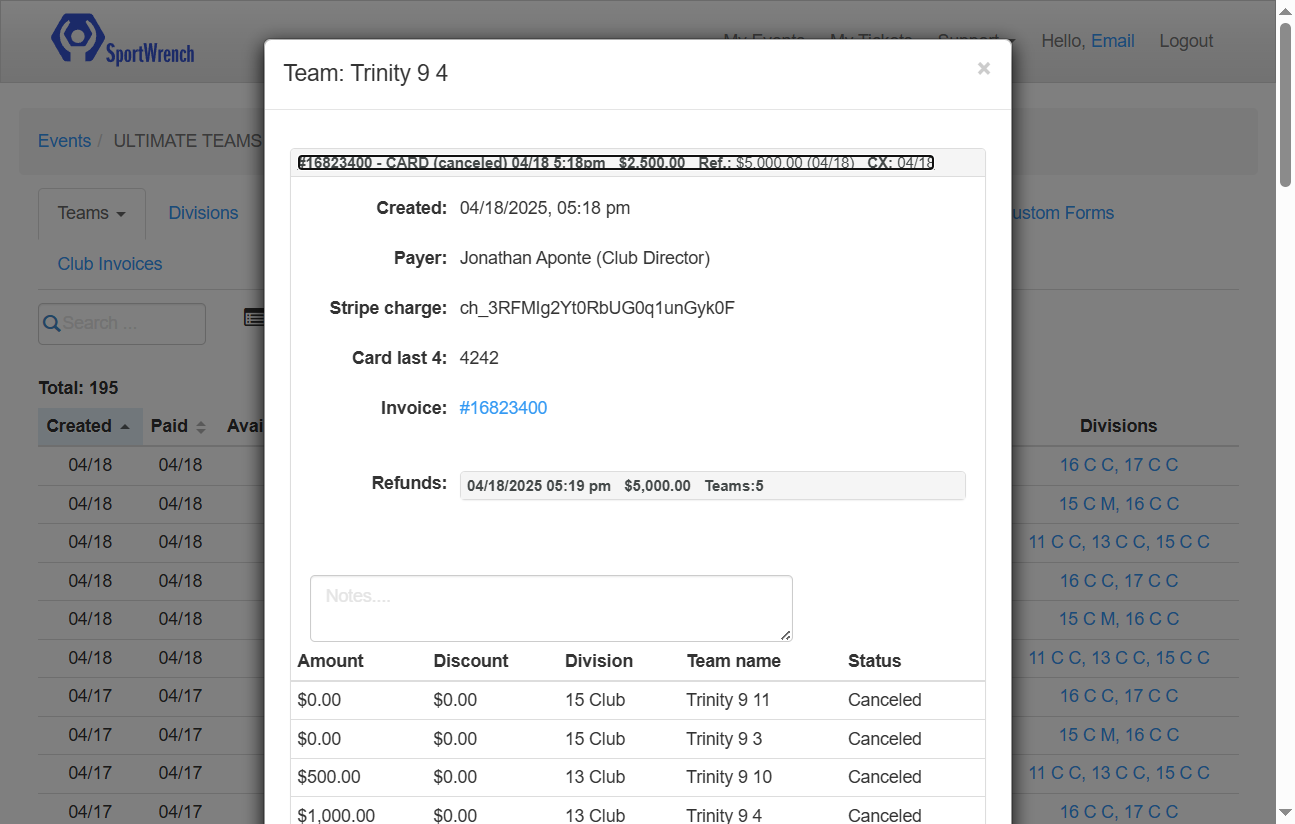 SportWrench
My Events My Tickets Support Hello, Email Logout
Team: Trinity 9 4
×
Events / ULTIMATE TEAMS
#16823400 - CARD (canceled) 04/18 5:18pm $2,500.00 Ref.: $5,000.00 (04/18) CX: 04/18
Teams Divisions ustom Forms
Club Invoices
Created: 04/18/2025, 05:18 pm
Payer: Jonathan Aponte (Club Director)
Stripe charge: ch_3RFMIg2Yt0RbUG0q1unGyk0F
Search ...
Card last 4: 4242
Total: 195
Invoice: #16823400
Created Paid Avai Divisions
04/18 04/18 16 C C, 17 C C
Refunds: 04/18/2025 05:19 pm $5,000.00 Teams:5
04/18 04/18 15 C M, 16 C C
04/18 04/18 11 C C, 13 C C, 15 C C
04/18 04/18 16 C C, 17 C C
Notes....
04/18 04/18 15 C M, 16 C C
04/18 04/18 11 C C, 13 C C, 15 C C
Amount Discount Division Team name Status
04/17 04/17 16 C C, 17 C C
$0.00 $0.00 15 Club Trinity 9 11 Canceled
04/17 04/17 15 C M, 16 C C
$0.00 $0.00 15 Club Trinity 9 3 Canceled
04/17 04/17 11 C C, 13 C C, 15 C C
$500.00 $0.00 13 Club Trinity 9 10 Canceled
04/17 04/17 16 C C, 17 C C
$1,000.00 $0.00 13 Club Trinity 9 4 Canceled